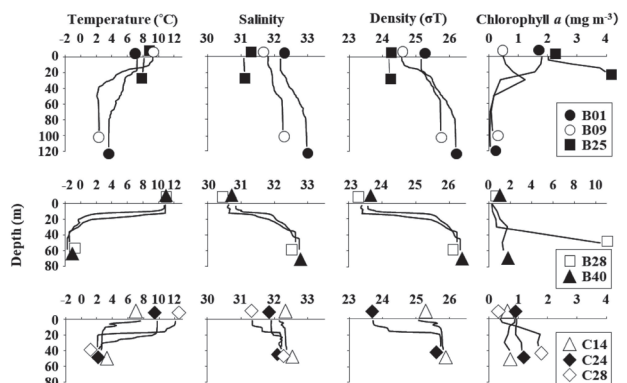 Temperature (°C) Salinity Density (σT) Chlorophyll a (mg m⁻³)
-2 0 2 4 6 8 10 12 30 31 32 33 23 24 25 26 0 1 2 3 4
0
20
40
60
80
100
120
B01
B09
B25
-2 0 2 4 6 8 10 12 30 31 32 33 23 24 25 26 0 2 4 6 8 10
Depth (m)
0
20
40
60
80
B28
B40
-2 0 2 4 6 8 10 12 30 31 32 33 23 24 25 26 0 1 2 3 4
0
20
40
60
80
C14
C24
C28